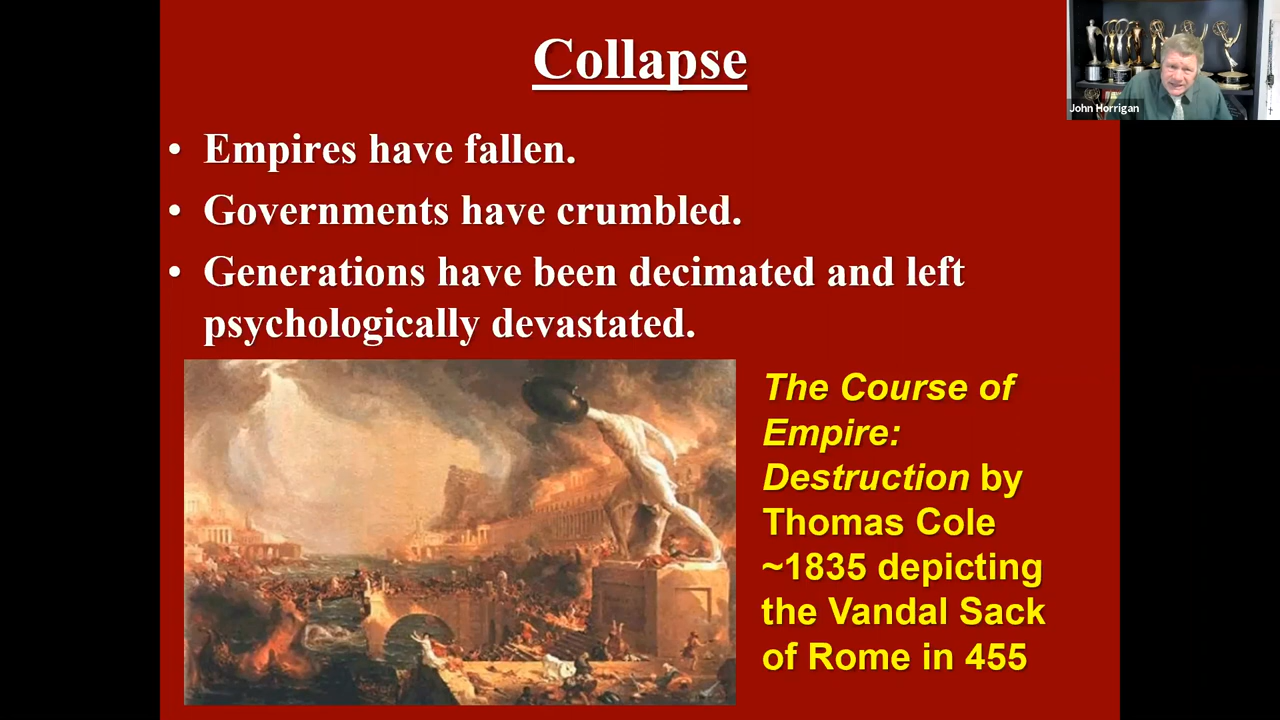 Collapse
John Horrigan
• Empires have fallen.
• Governments have crumbled.
• Generations have been decimated and left
psychologically devastated.
The Course of
Empire:
Destruction by
Thomas Cole
~1835 depicting
the Vandal Sack
of Rome in 455